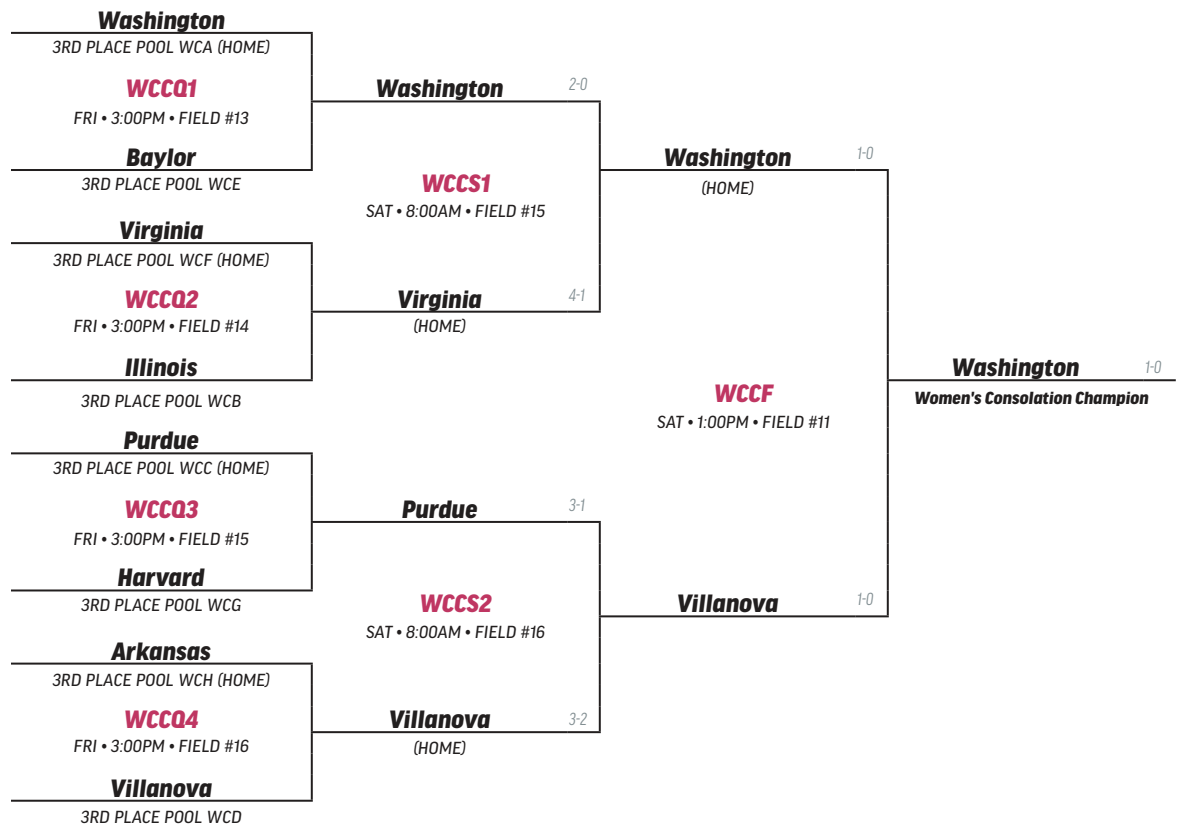 Washington
3RD PLACE POOL WCA (HOME)
WCCQ1
FRI • 3:00PM • FIELD #13
Baylor
3RD PLACE POOL WCE
Virginia
3RD PLACE POOL WCF (HOME)
WCCQ2
FRI • 3:00PM • FIELD #14
Illinois
3RD PLACE POOL WCB
Purdue
3RD PLACE POOL WCC (HOME)
WCCQ3
FRI • 3:00PM • FIELD #15
Harvard
3RD PLACE POOL WCG
Arkansas
3RD PLACE POOL WCH (HOME)
WCCQ4
FRI • 3:00PM • FIELD #16
Villanova
3RD PLACE POOL WCD
Washington 2-0
WCCS1
SAT • 8:00AM • FIELD #15
Virginia 4-1
(HOME)
Purdue 3-1
WCCS2
SAT • 8:00AM • FIELD #16
Villanova 3-2
(HOME)
Washington 1-0
(HOME)
WCCF
SAT • 1:00PM • FIELD #11
Villanova 1-0
Washington 1-0
Women's Consolation Champion